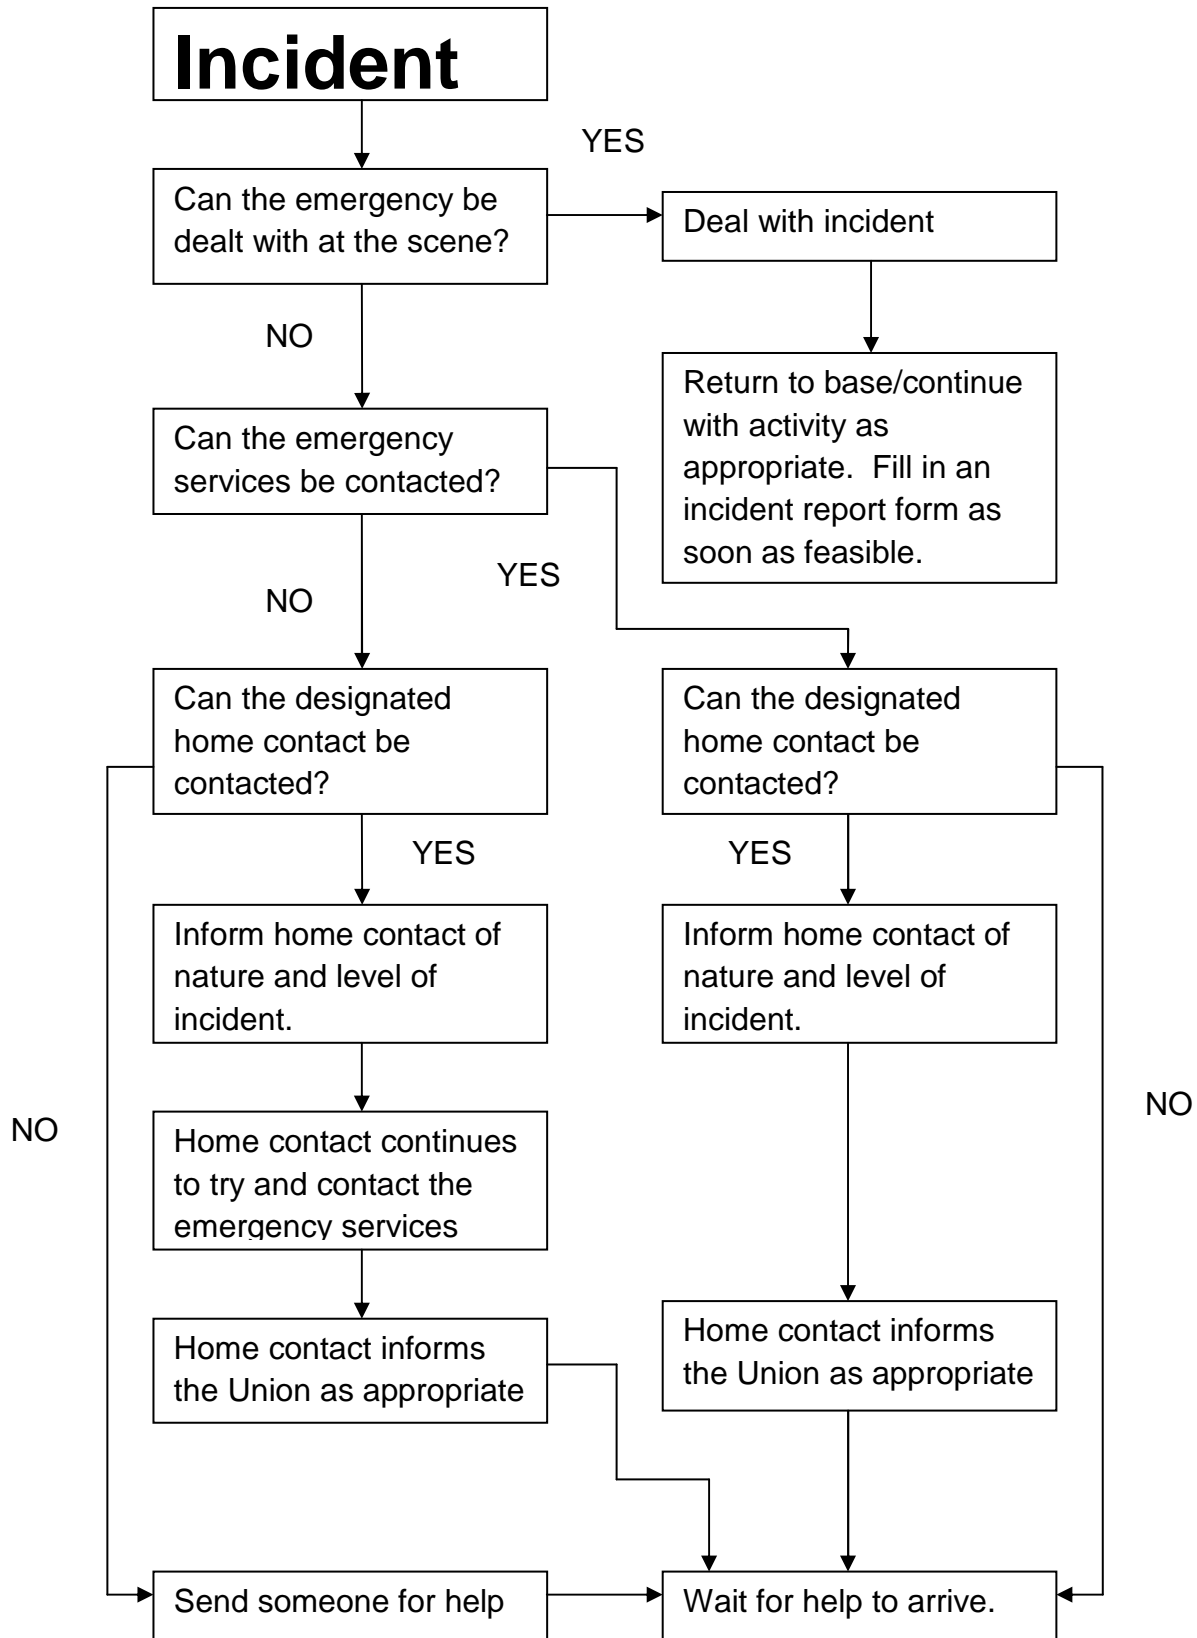 Incident
YES
Can the emergency be
dealt with at the scene?
Deal with incident
NO
Return to base/continue
with activity as
appropriate.  Fill in an
incident report form as
soon as feasible.
Can the emergency
services be contacted?
YES
NO
Can the designated
home contact be
contacted?
Can the designated
home contact be
contacted?
YES
YES
Inform home contact of
nature and level of
incident.
Inform home contact of
nature and level of
incident.
NO
NO
Home contact continues
to try and contact the
emergency services
Home contact informs
the Union as appropriate
Home contact informs
the Union as appropriate
Send someone for help
Wait for help to arrive.